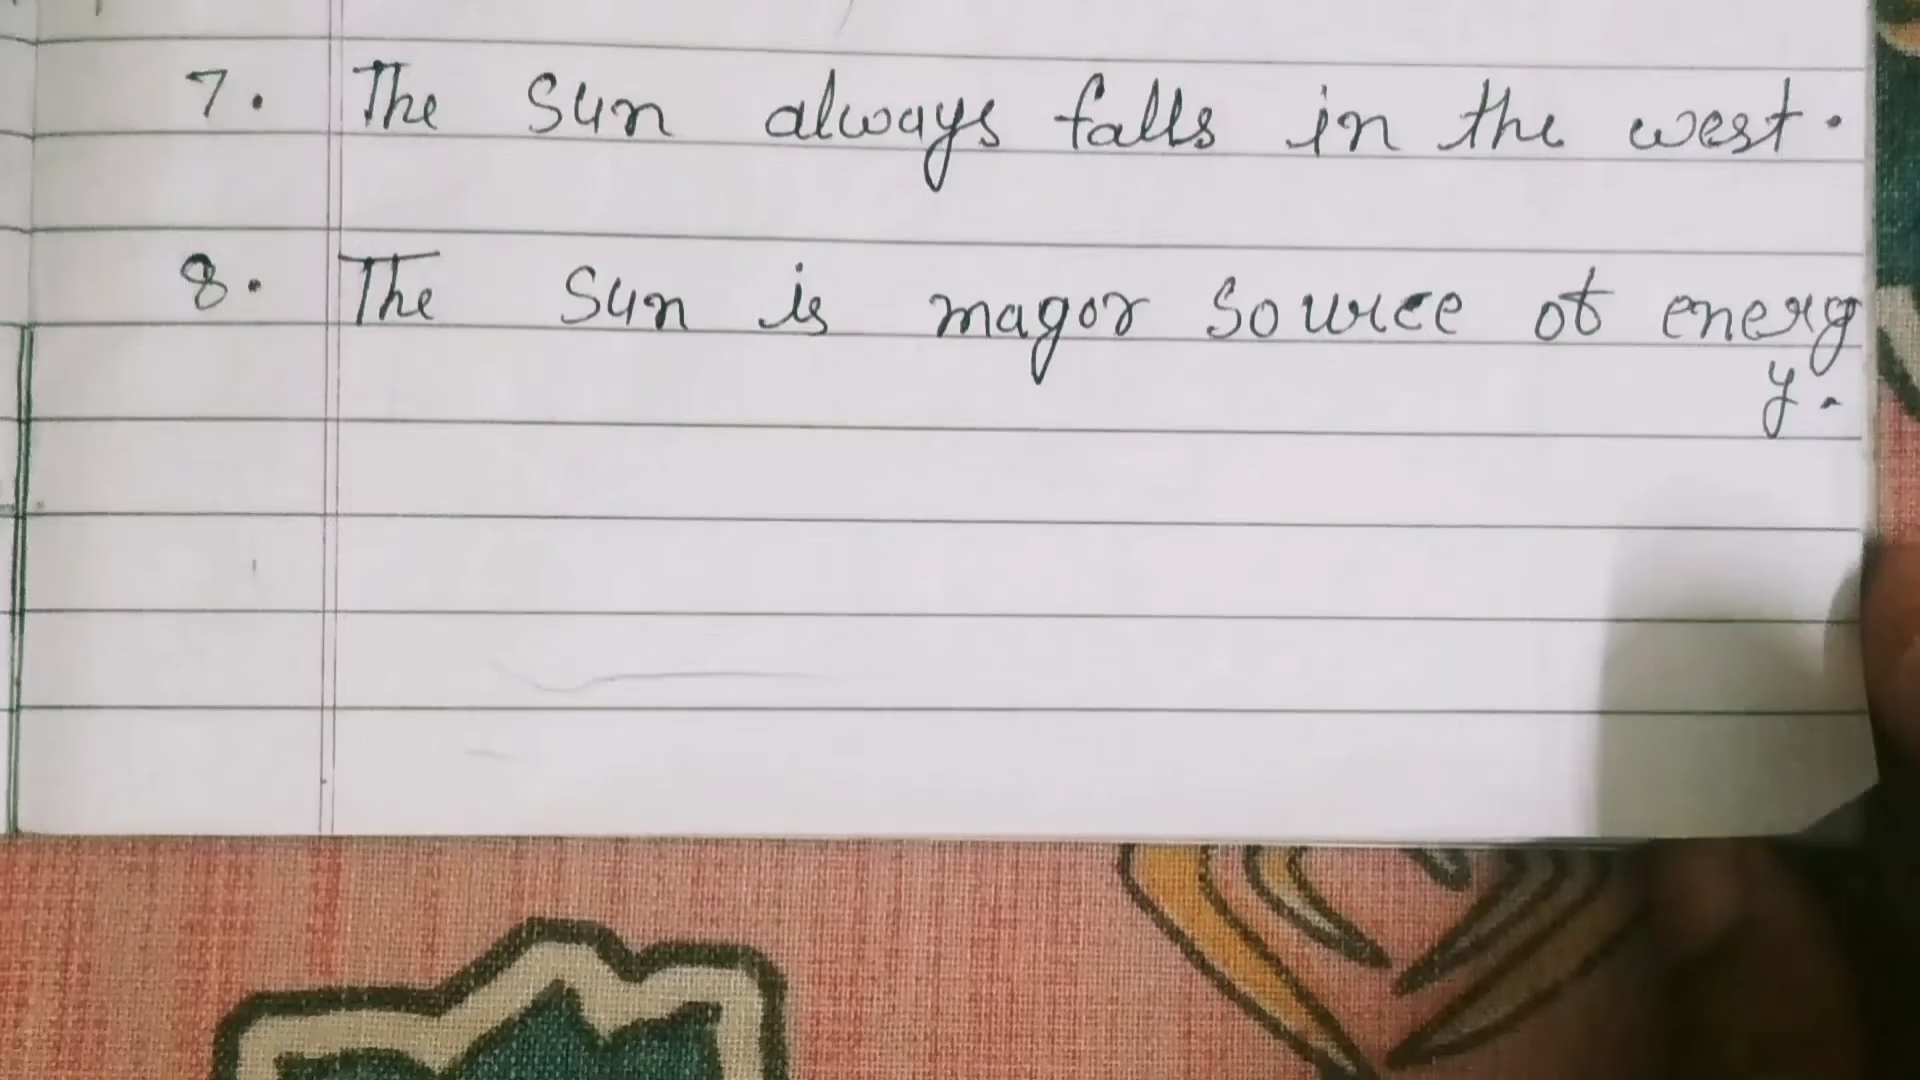 7. The Sun always falls in the west.
8. The Sun is magor Source of energ
y.